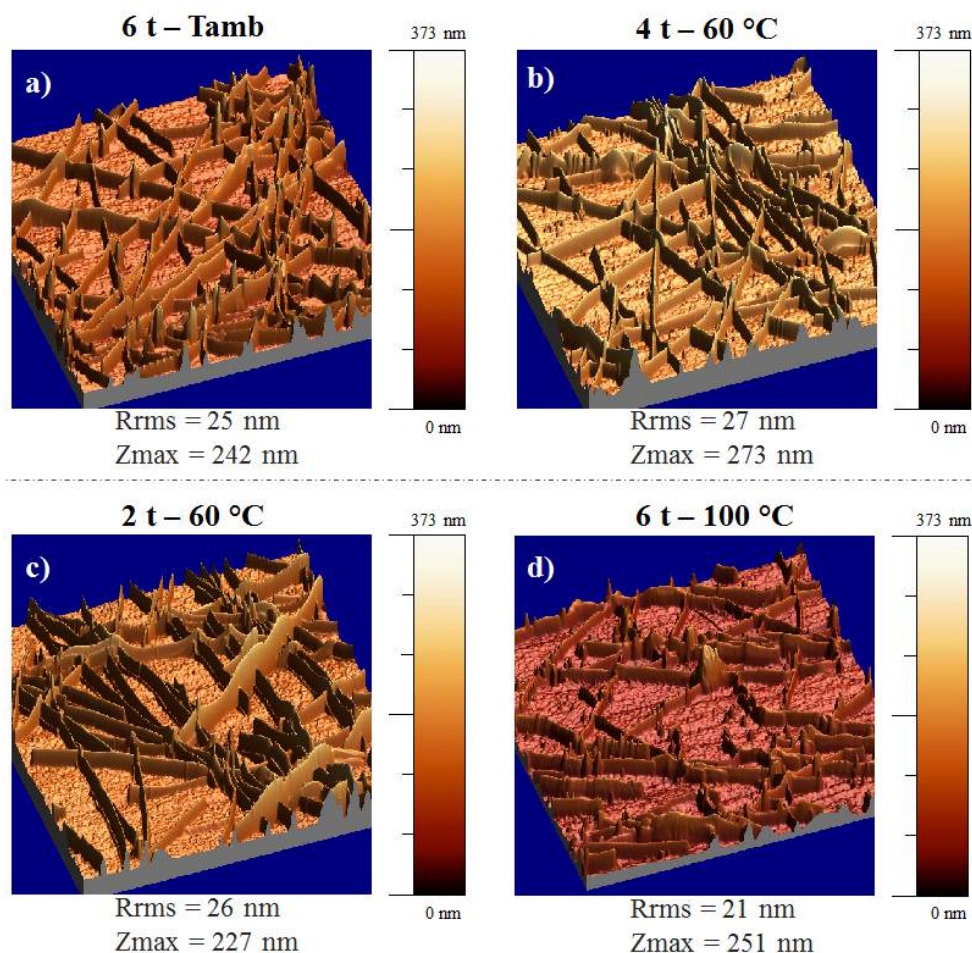 6 t – Tamb
373 nm
a)
0 nm
Rrms = 25 nm
Zmax = 242 nm
4 t – 60 °C
373 nm
b)
0 nm
Rrms = 27 nm
Zmax = 273 nm
2 t – 60 °C
373 nm
c)
0 nm
Rrms = 26 nm
Zmax = 227 nm
6 t – 100 °C
373 nm
d)
0 nm
Rrms = 21 nm
Zmax = 251 nm